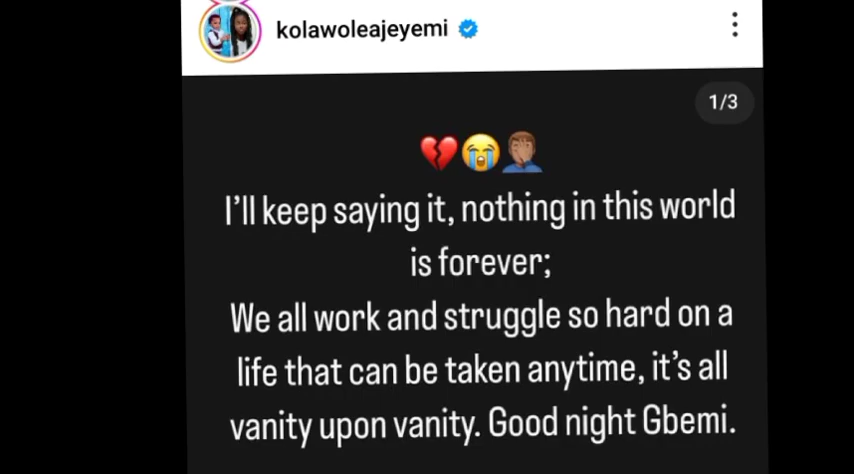 kolawoleajeyemi
1/3
💔😭🤦🏽‍♂️
I'll keep saying it, nothing in this world
is forever;
We all work and struggle so hard on a
life that can be taken anytime, it's all
vanity upon vanity. Good night Gbemi.